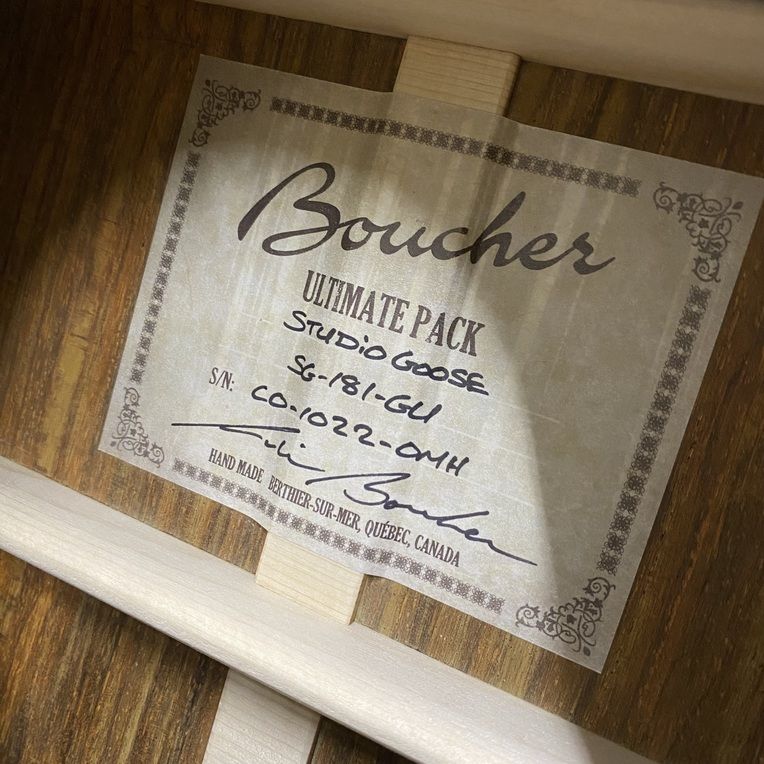 Boucher
ULTIMATE PACK
STUDIO GOOSE
SG-181-GU
S/N: CO-1022-OMH
HAND MADE BERTHIER-SUR-MER, QUÉBEC, CANADA